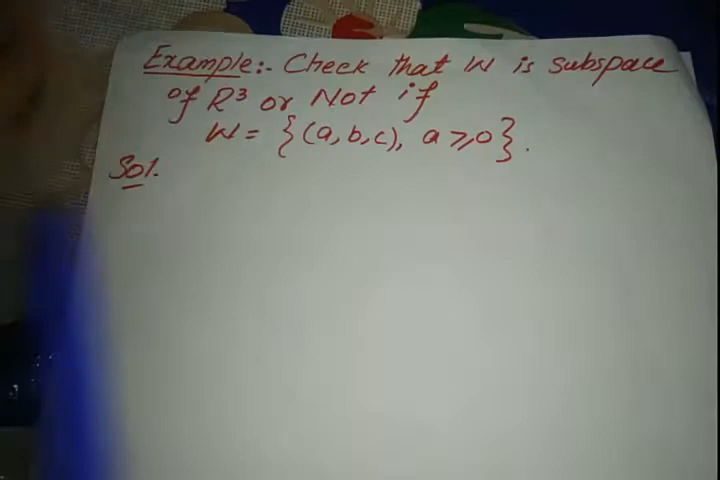 Example:- Check that W is subspace
of R³ or Not if
W = {(a, b, c), a ⩾ 0}.
Sol.